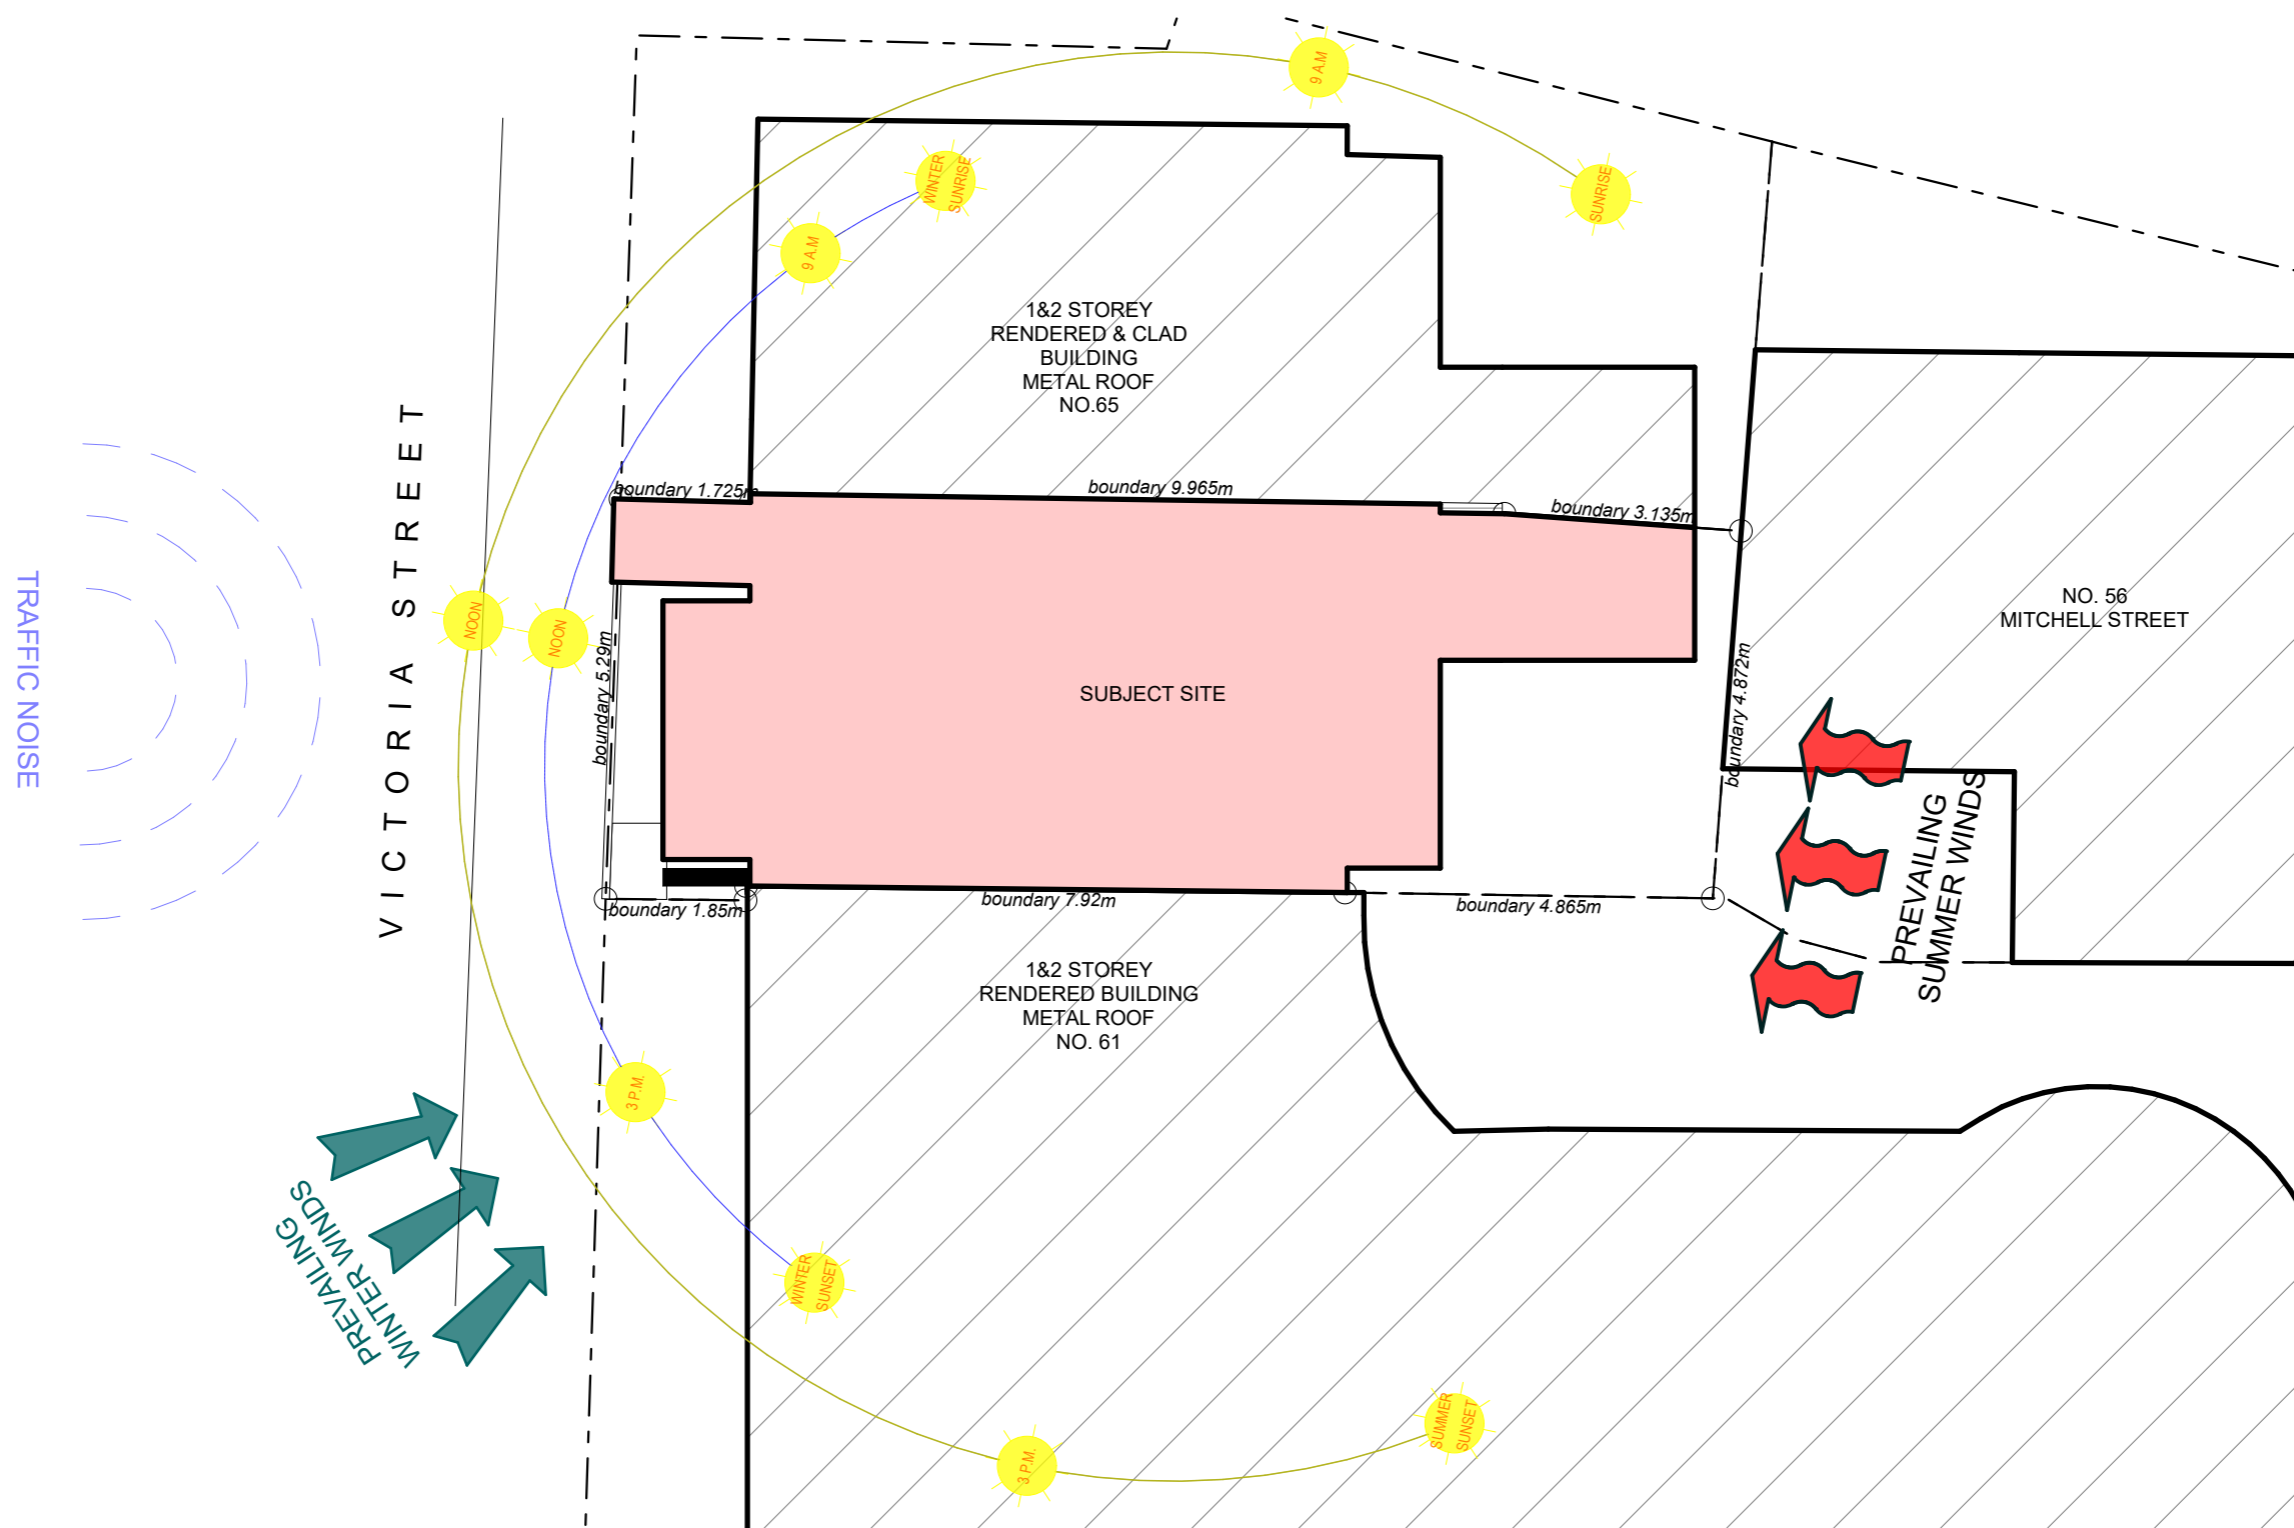 9 A.M
WINTER
SUNRISE
SUNRISE
9 A.M
1&2 STOREY
RENDERED & CLAD
BUILDING
METAL ROOF
NO.65
boundary 1.725m
boundary 9.965m
boundary 3.135m
TRAFFIC NOISE
VICTORIA STREET
NOON
NOON
boundary 5.29m
SUBJECT SITE
NO. 56
MITCHELL STREET
boundary 4.872m
PREVAILING
SUMMER WINDS
boundary 1.85m
boundary 7.92m
boundary 4.865m
1&2 STOREY
RENDERED BUILDING
METAL ROOF
NO. 61
3 P.M.
PREVAILING
WINTER WINDS
WINTER
SUNSET
SUMMER
SUNSET
3 P.M.